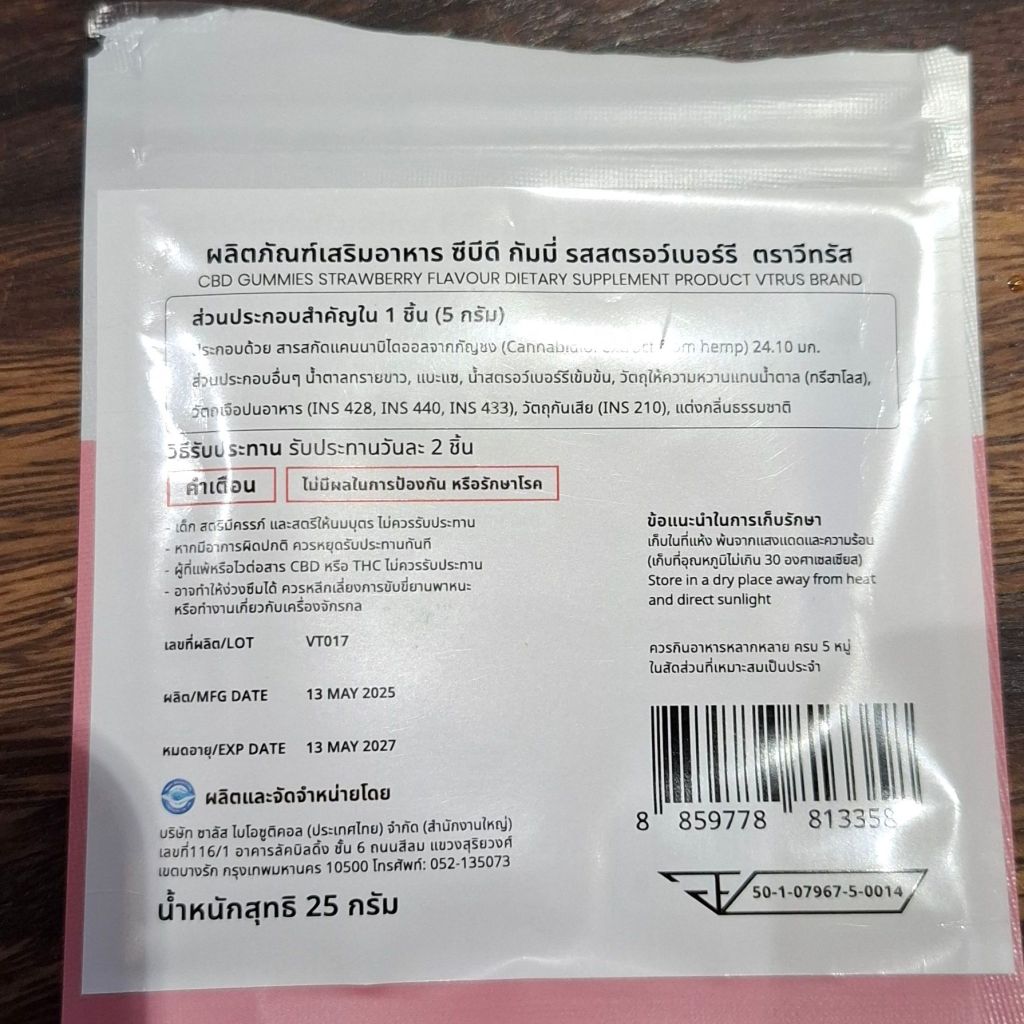 ผลิตภัณฑ์เสริมอาหาร ซีบีดี กัมมี่ รสสตรอว์เบอร์รี ตราวีทรัส
CBD GUMMIES STRAWBERRY FLAVOUR DIETARY SUPPLEMENT PRODUCT VTRUS BRAND
ส่วนประกอบสำคัญใน 1 ชิ้น (5 กรัม)
ประกอบด้วย สารสกัดแคนนาบิไดออลจากกัญชง (Cannabidiol extract from hemp) 24.10 มก.
ส่วนประกอบอื่นๆ น้ำตาลทรายขาว, แบะแซ, น้ำสตรอว์เบอร์รีเข้มข้น, วัตถุให้ความหวานแทนน้ำตาล (ทรีฮาโลส),
วัตถุเจือปนอาหาร (INS 428, INS 440, INS 433), วัตถุกันเสีย (INS 210), แต่งกลิ่นธรรมชาติ
วิธีรับประทาน รับประทานวันละ 2 ชิ้น
คำเตือน ไม่มีผลในการป้องกัน หรือรักษาโรค
- เด็ก สตรีมีครรภ์ และสตรีให้นมบุตร ไม่ควรรับประทาน
- หากมีอาการผิดปกติ ควรหยุดรับประทานทันที
- ผู้ที่แพ้หรือไวต่อสาร CBD หรือ THC ไม่ควรรับประทาน
- อาจทำให้ง่วงซึมได้ ควรหลีกเลี่ยงการขับขี่ยานพาหนะ
หรือทำงานเกี่ยวกับเครื่องจักรกล
ข้อแนะนำในการเก็บรักษา
เก็บในที่แห้ง พ้นจากแสงแดดและความร้อน
(เก็บที่อุณหภูมิไม่เกิน 30 องศาเซลเซียส)
Store in a dry place away from heat
and direct sunlight
เลขที่ผลิต/LOT VT017
ผลิต/MFG DATE 13 MAY 2025
หมดอายุ/EXP DATE 13 MAY 2027
ควรกินอาหารหลากหลาย ครบ 5 หมู่
ในสัดส่วนที่เหมาะสมเป็นประจำ
8 859778 813358
ผลิตและจัดจำหน่ายโดย
บริษัท ซาลัส ไบโอซูติคอล (ประเทศไทย) จำกัด (สำนักงานใหญ่)
เลขที่116/1 อาคารลัคบิลดิ้ง ชั้น 6 ถนนสีลม แขวงสุริยวงศ์
เขตบางรัก กรุงเทพมหานคร 10500 โทรศัพท์: 052-135073
น้ำหนักสุทธิ 25 กรัม
50-1-07967-5-0014